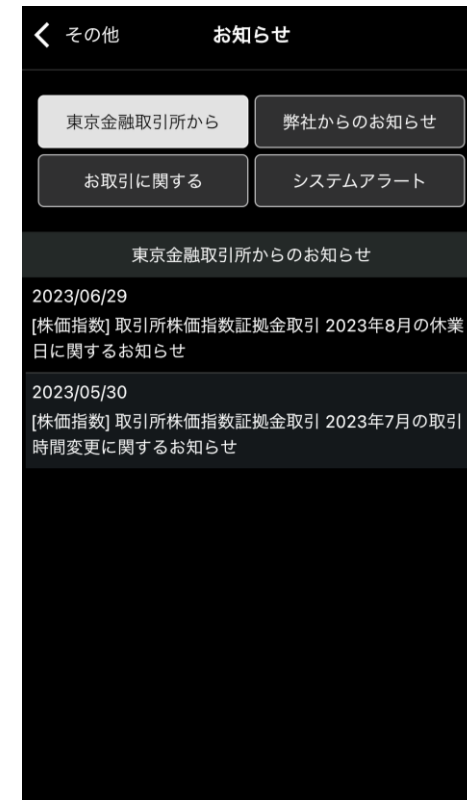 その他
お知らせ
東京金融取引所から
弊社からのお知らせ
お取引に関する
システムアラート
東京金融取引所からのお知らせ
2023/06/29
[株価指数] 取引所株価指数証拠金取引 2023年8月の休業
日に関するお知らせ
2023/05/30
[株価指数] 取引所株価指数証拠金取引 2023年7月の取引
時間変更に関するお知らせ